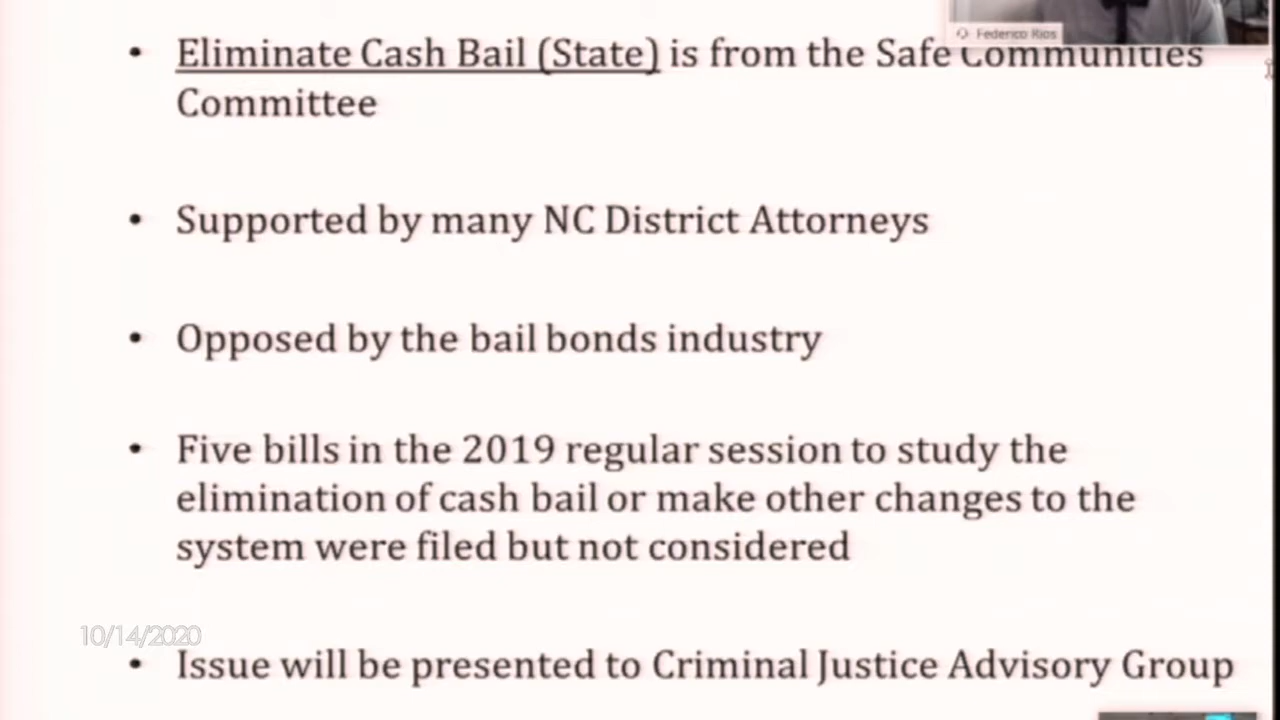 Federico Rios
• Eliminate Cash Bail (State) is from the Safe Communities
Committee
• Supported by many NC District Attorneys
• Opposed by the bail bonds industry
• Five bills in the 2019 regular session to study the
elimination of cash bail or make other changes to the
system were filed but not considered
10/14/2020
• Issue will be presented to Criminal Justice Advisory Group